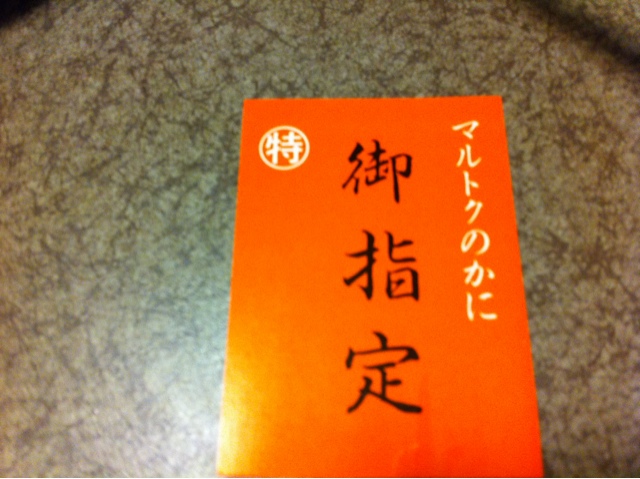 マルトクのかに
御指定
特